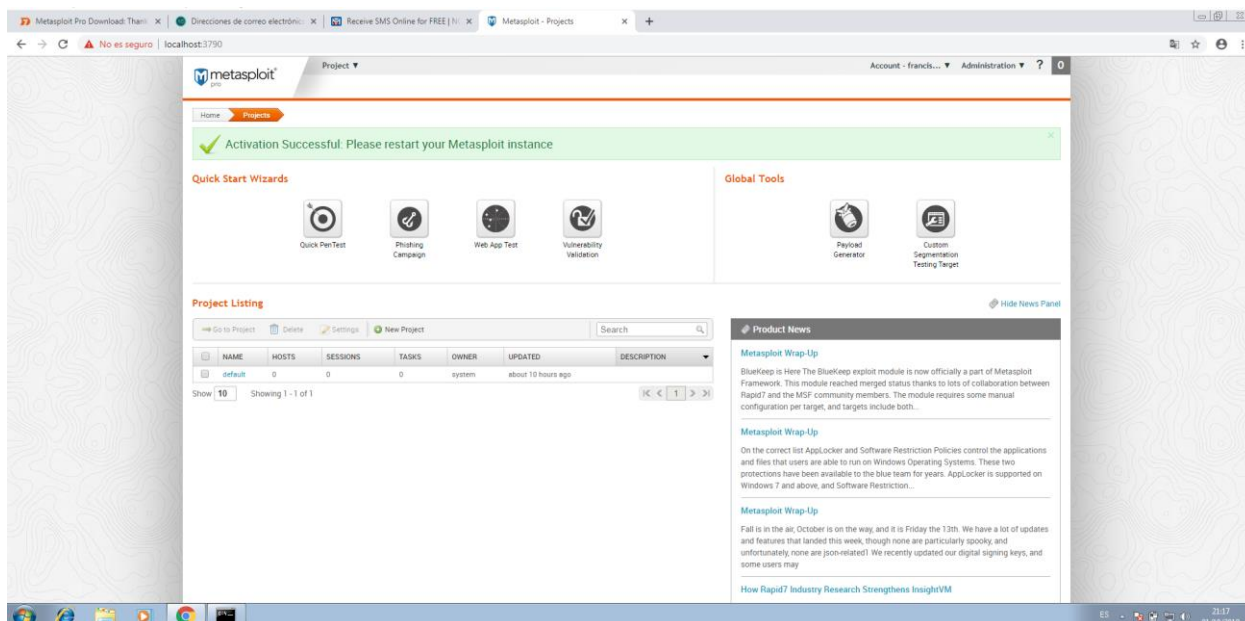 Metasploit Pro Download: Thank
Direcciones de correo electrónic
Receive SMS Online for FREE | N
Metasploit - Projects
No es seguro | localhost:3790
metasploit®
pro
Project ▼
Account - francis... ▼
Administration ▼
?
0
Home
Projects
Activation Successful: Please restart your Metasploit instance
Quick Start Wizards
Quick PenTest
Phishing
Campaign
Web App Test
Vulnerability
Validation
Global Tools
Payload
Generator
Custom
Segmentation
Testing Target
Project Listing
Hide News Panel
Go to Project
Delete
Settings
New Project
Search
NAME HOSTS SESSIONS TASKS OWNER UPDATED DESCRIPTION
default 0 0 0 system about 10 hours ago
Show 10 Showing 1 - 1 of 1
1
Product News
Metasploit Wrap-Up
BlueKeep is Here The BlueKeep exploit module is now officially a part of Metasploit
Framework. This module reached merged status thanks to lots of collaboration between
Rapid7 and the MSF community members. The module requires some manual
configuration per target, and targets include both...
Metasploit Wrap-Up
On the correct list AppLocker and Software Restriction Policies control the applications
and files that users are able to run on Windows Operating Systems. These two
protections have been available to the blue team for years. AppLocker is supported on
Windows 7 and above, and Software Restriction...
Metasploit Wrap-Up
Fall is in the air, October is on the way, and it is Friday the 13th. We have a lot of updates
and features that landed this week, though none are particularly spooky, and
unfortunately, none are json-related1 We recently updated our digital signing keys, and
some users may
How Rapid7 Industry Research Strengthens InsightVM
ES
21:17